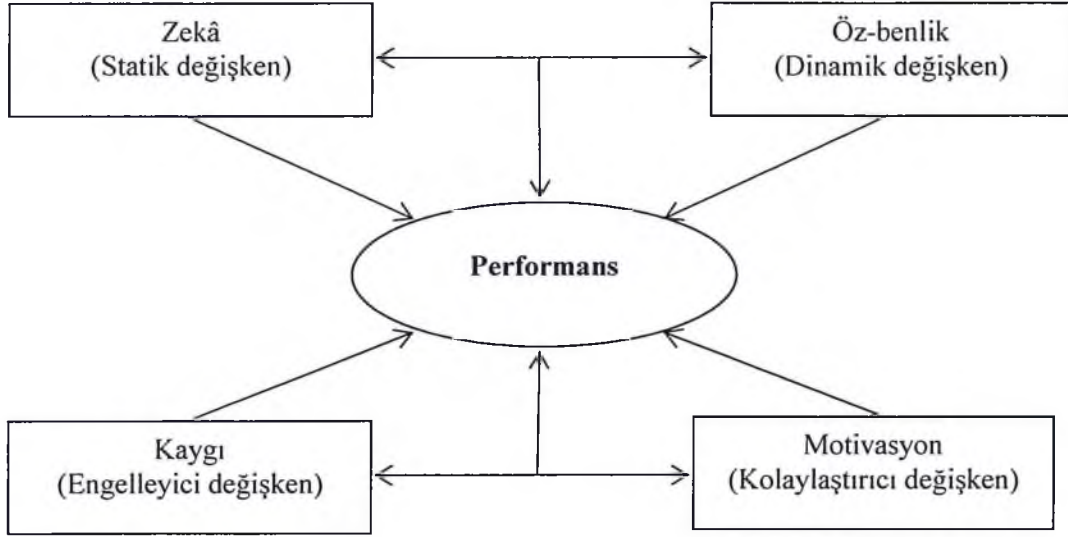 Zekâ
(Statik değişken)
Öz-benlik
(Dinamik değişken)
Performans
Kaygı
(Engelleyici değişken)
Motivasyon
(Kolaylaştırıcı değişken)